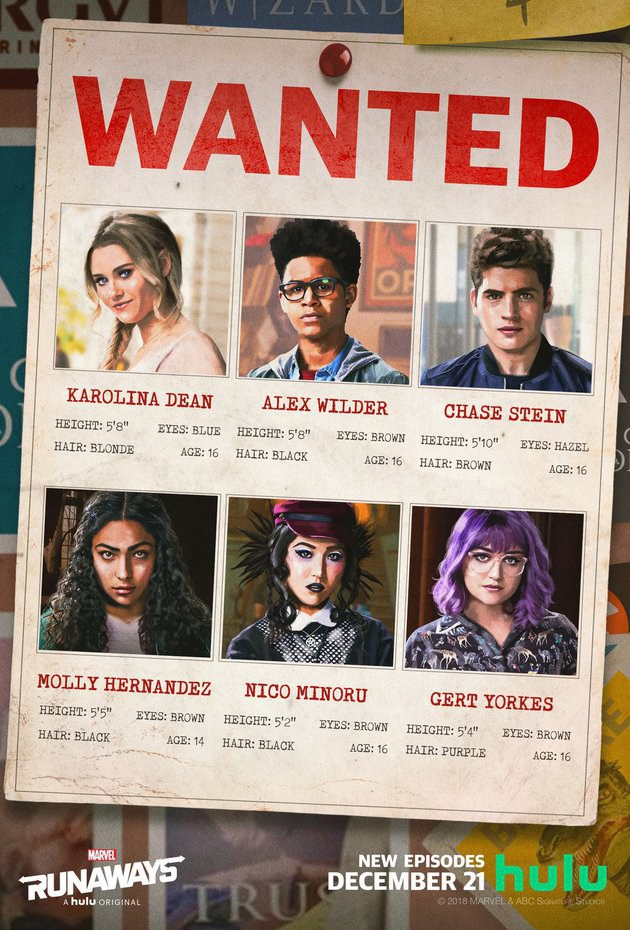 WIZARD
WANTED
KAROLINA DEAN
HEIGHT: 5'8" EYES: BLUE
HAIR: BLONDE AGE: 16
ALEX WILDER
HEIGHT: 5'8" EYES: BROWN
HAIR: BLACK AGE: 16
CHASE STEIN
HEIGHT: 5'10" EYES: HAZEL
HAIR: BROWN AGE: 16
MOLLY HERNANDEZ
HEIGHT: 5'5" EYES: BROWN
HAIR: BLACK AGE: 14
NICO MINORU
HEIGHT: 5'2" EYES: BROWN
HAIR: BLACK AGE: 16
GERT YORKES
HEIGHT: 5'4" EYES: BROWN
HAIR: PURPLE AGE: 16
MARVEL
RUNAWAYS
A hulu ORIGINAL
TRUS
NEW EPISODES
DECEMBER 21 hulu
© 2018 MARVEL & ABC SIGNATURE STUDIOS